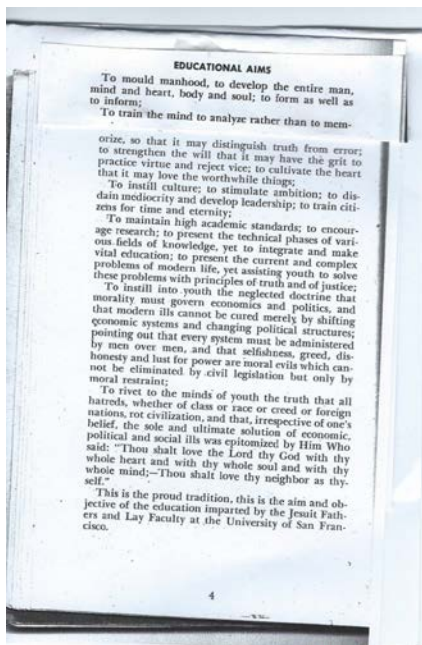 EDUCATIONAL AIMS
To mould manhood, to develop the entire man,
mind and heart, body and soul; to form as well as
to inform;
To train the mind to analyze rather than to mem-
orize, so that it may distinguish truth from error;
to strengthen the will that it may have the grit to
practice virtue and reject vice; to cultivate the heart
that it may love the worthwhile things;
To instill culture; to stimulate ambition; to dis-
dain mediocrity and develop leadership; to train citi-
zens for time and eternity;
To maintain high academic standards; to encour-
age research; to present the technical phases of vari-
ous fields of knowledge, yet to integrate and make
vital education; to present the current and complex
problems of modern life, yet assisting youth to solve
these problems with principles of truth and of justice;
To instill into youth the neglected doctrine that
morality must govern economics and politics, and
that modern ills cannot be cured merely by shifting
economic systems and changing political structures;
pointing out that every system must be administered
by men over men, and that selfishness, greed, dis-
honesty and lust for power are moral evils which can-
not be eliminated by civil legislation but only by
moral restraint;
To rivet to the minds of youth the truth that all
hatreds, whether of class or race or creed or foreign
nations, rot civilization, and that, irrespective of one's
belief, the sole and ultimate solution of economic,
political and social ills was epitomized by Him Who
said: "Thou shalt love the Lord thy God with thy
whole heart and with thy whole soul and with thy
whole mind;—Thou shalt love thy neighbor as thy-
self."
This is the proud tradition, this is the aim and ob-
jective of the education imparted by the Jesuit Fath-
ers and Lay Faculty at the University of San Fran-
cisco.
4